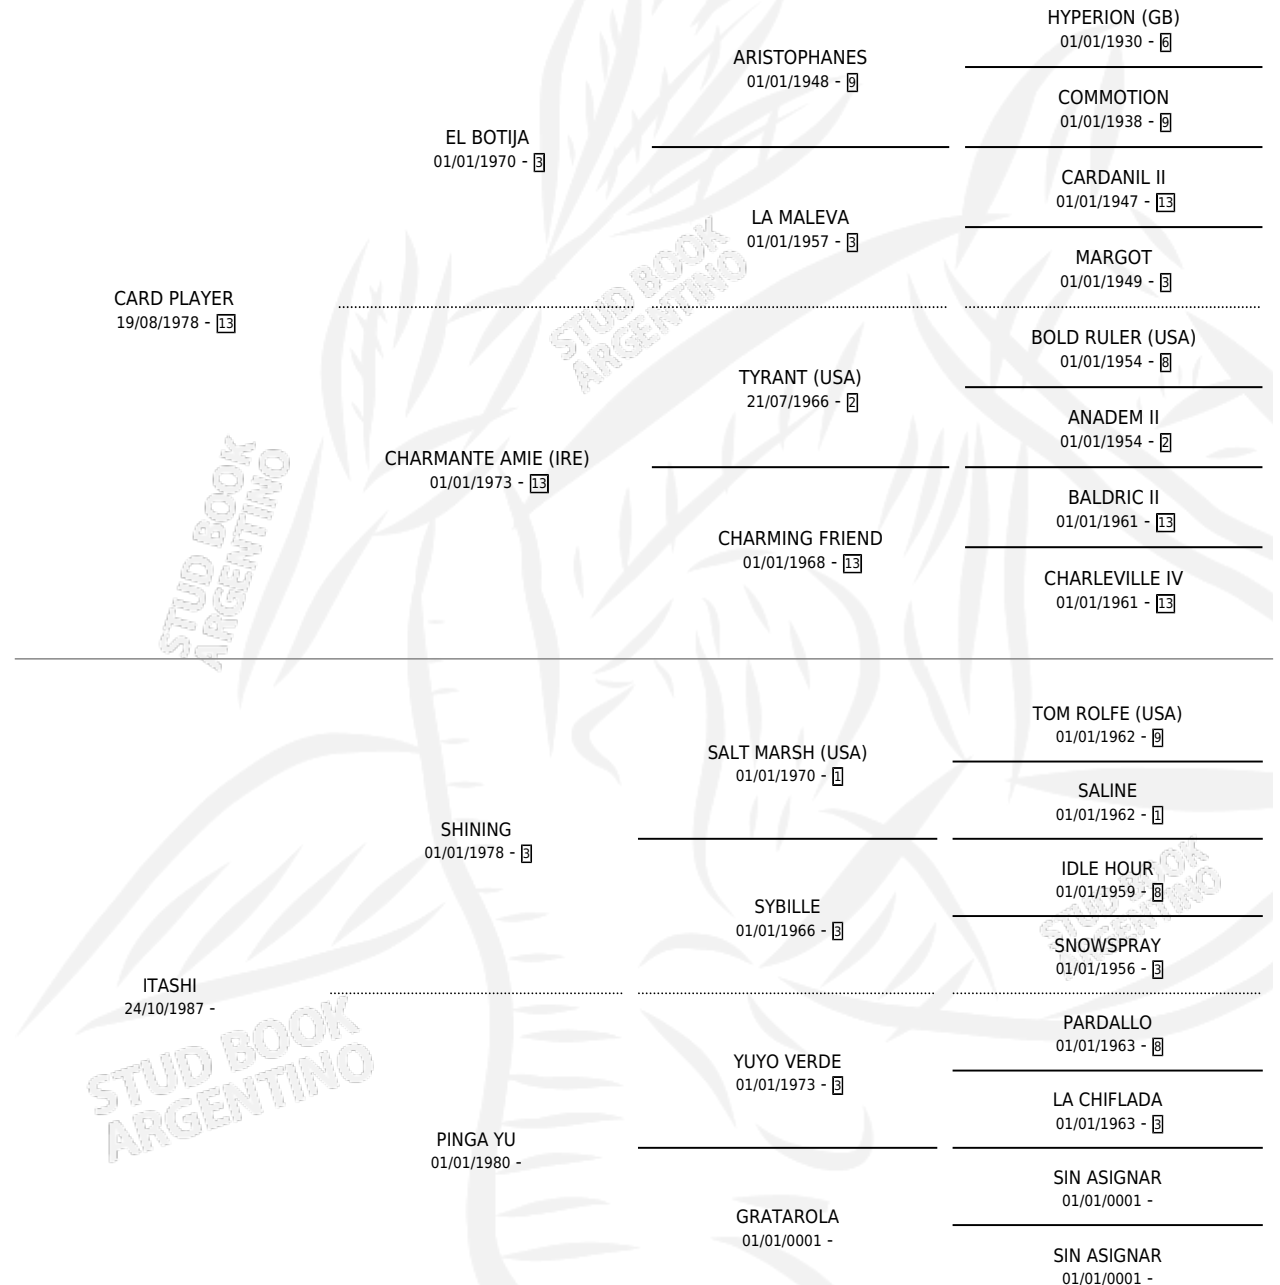 HYPERION (GB)
01/01/1930 - 6
ARISTOPHANES
01/01/1948 - 9
COMMOTION
01/01/1938 - 9
EL BOTIJA
01/01/1970 - 3
CARDANIL II
01/01/1947 - 13
LA MALEVA
01/01/1957 - 3
MARGOT
01/01/1949 - 3
CARD PLAYER
19/08/1978 - 13
BOLD RULER (USA)
01/01/1954 - 8
TYRANT (USA)
21/07/1966 - 2
ANADEM II
01/01/1954 - 2
CHARMANTE AMIE (IRE)
01/01/1973 - 13
BALDRIC II
01/01/1961 - 13
CHARMING FRIEND
01/01/1968 - 13
CHARLEVILLE IV
01/01/1961 - 13
TOM ROLFE (USA)
01/01/1962 - 9
SALT MARSH (USA)
01/01/1970 - 1
SALINE
01/01/1962 - 1
SHINING
01/01/1978 - 3
IDLE HOUR
01/01/1959 - 8
SYBILLE
01/01/1966 - 3
SNOWSPRAY
01/01/1956 - 3
ITASHI
24/10/1987 -
PARDALLO
01/01/1963 - 8
YUYO VERDE
01/01/1973 - 3
LA CHIFLADA
01/01/1963 - 3
PINGA YU
01/01/1980 -
SIN ASIGNAR
01/01/0001 -
GRATAROLA
01/01/0001 -
SIN ASIGNAR
01/01/0001 -
STUD BOOK
ARGENTINO
STUD BOOK
ARGENTINO
STUD BOOK
ARGENTINO
STUD BOOK
ARGENTINO